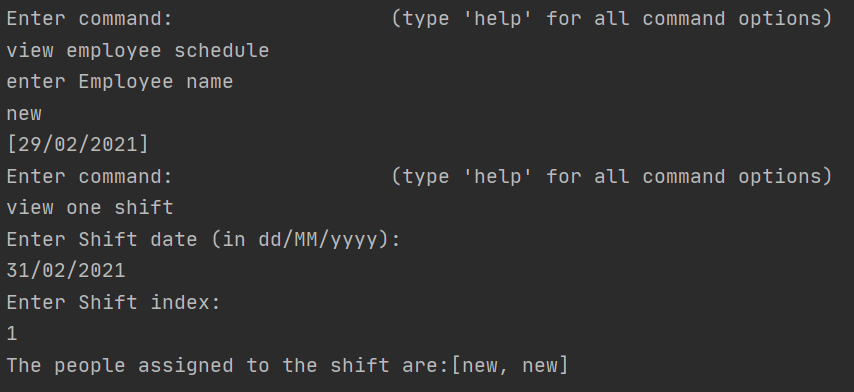 Enter command:                  (type 'help' for all command options)
view employee schedule
enter Employee name
new
[29/02/2021]
Enter command:                  (type 'help' for all command options)
view one shift
Enter Shift date (in dd/MM/yyyy):
31/02/2021
Enter Shift index:
1
The people assigned to the shift are:[new, new]